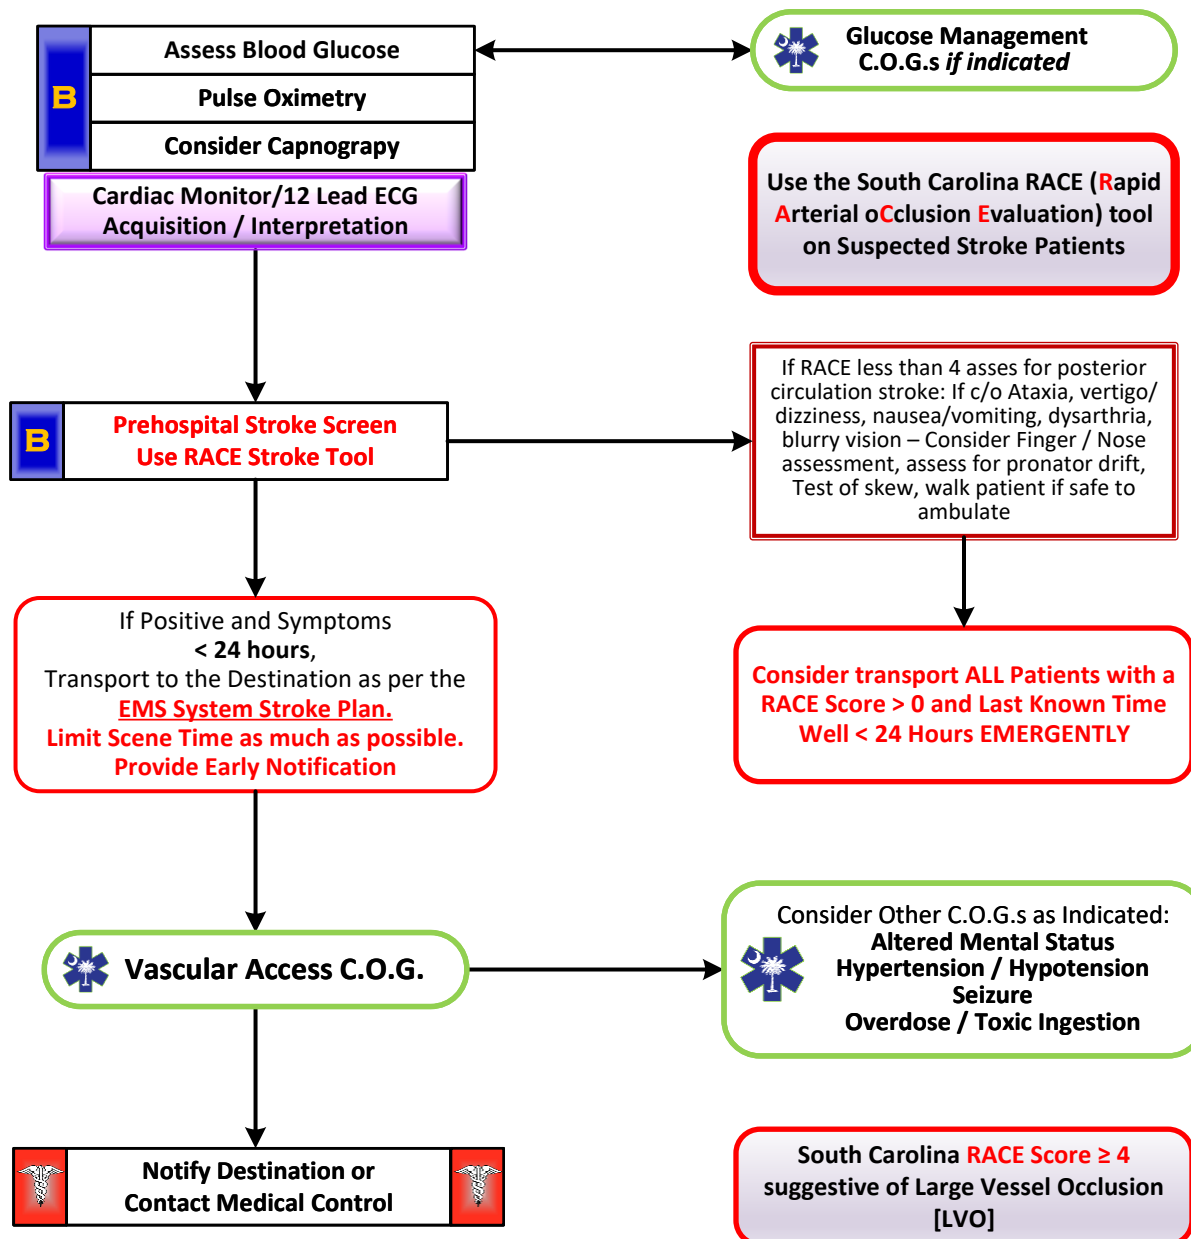 B
Assess Blood Glucose
Pulse Oximetry
Consider Capnograpy
Cardiac Monitor/12 Lead ECG
Acquisition / Interpretation
Glucose Management
C.O.G.s if indicated
Use the South Carolina RACE (Rapid
Arterial oCclusion Evaluation) tool
on Suspected Stroke Patients
B
Prehospital Stroke Screen
Use RACE Stroke Tool
If RACE less than 4 asses for posterior
circulation stroke: If c/o Ataxia, vertigo/
dizziness, nausea/vomiting, dysarthria,
blurry vision – Consider Finger / Nose
assessment, assess for pronator drift,
Test of skew, walk patient if safe to
ambulate
If Positive and Symptoms
< 24 hours,
Transport to the Destination as per the
EMS System Stroke Plan.
Limit Scene Time as much as possible.
Provide Early Notification
Consider transport ALL Patients with a
RACE Score > 0 and Last Known Time
Well < 24 Hours EMERGENTLY
Vascular Access C.O.G.
Consider Other C.O.G.s as Indicated:
Altered Mental Status
Hypertension / Hypotension
Seizure
Overdose / Toxic Ingestion
Notify Destination or
Contact Medical Control
South Carolina RACE Score ≥ 4
suggestive of Large Vessel Occlusion
[LVO]